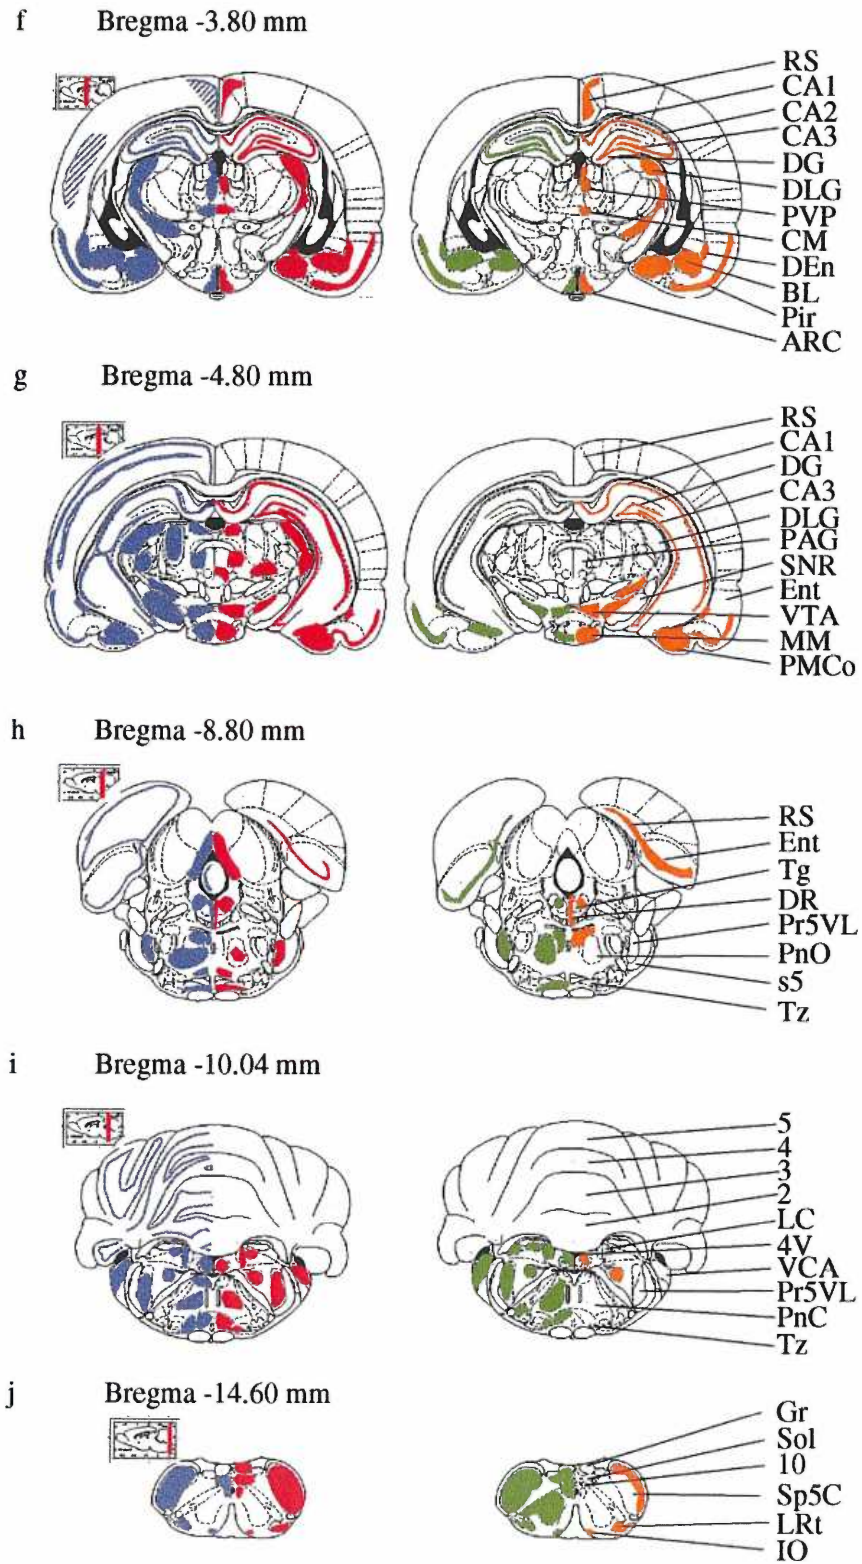 f Bregma -3.80 mm
RS
CA1
CA2
CA3
DG
DLG
PVP
CM
DEn
BL
Pir
ARC
g Bregma -4.80 mm
RS
CA1
DG
CA3
DLG
PAG
SNR
Ent
VTA
MM
PMCo
h Bregma -8.80 mm
RS
Ent
Tg
DR
Pr5VL
PnO
s5
Tz
i Bregma -10.04 mm
5
4
3
2
LC
4V
VCA
Pr5VL
PnC
Tz
j Bregma -14.60 mm
Gr
Sol
10
Sp5C
LRt
IO